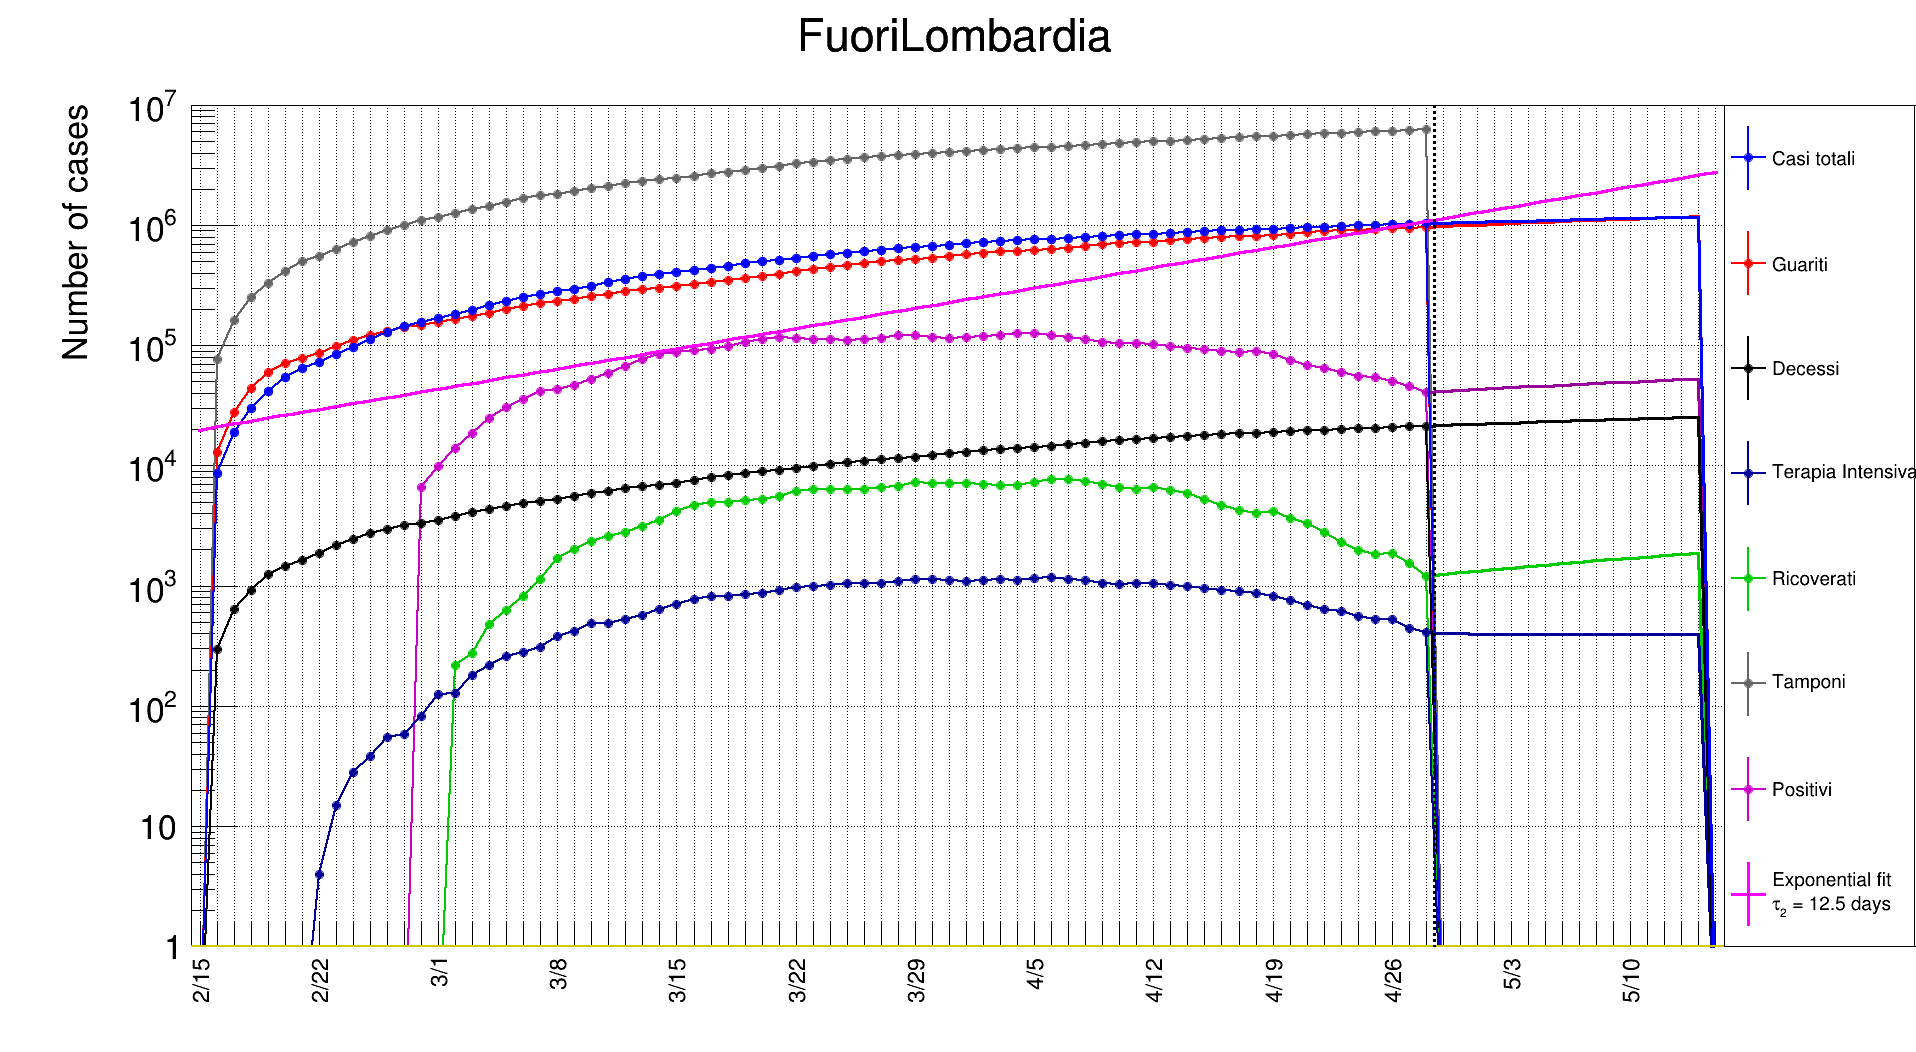 FuoriLombardia
Number of cases
10^7
10^6
10^5
10^4
10^3
10^2
10
1
2/15 2/22 3/1 3/8 3/15 3/22 3/29 4/5 4/12 4/19 4/26 5/3 5/10
Casi totali
Guariti
Decessi
Terapia Intensiva
Ricoverati
Tamponi
Positivi
Exponential fit
τ₂ = 12.5 days